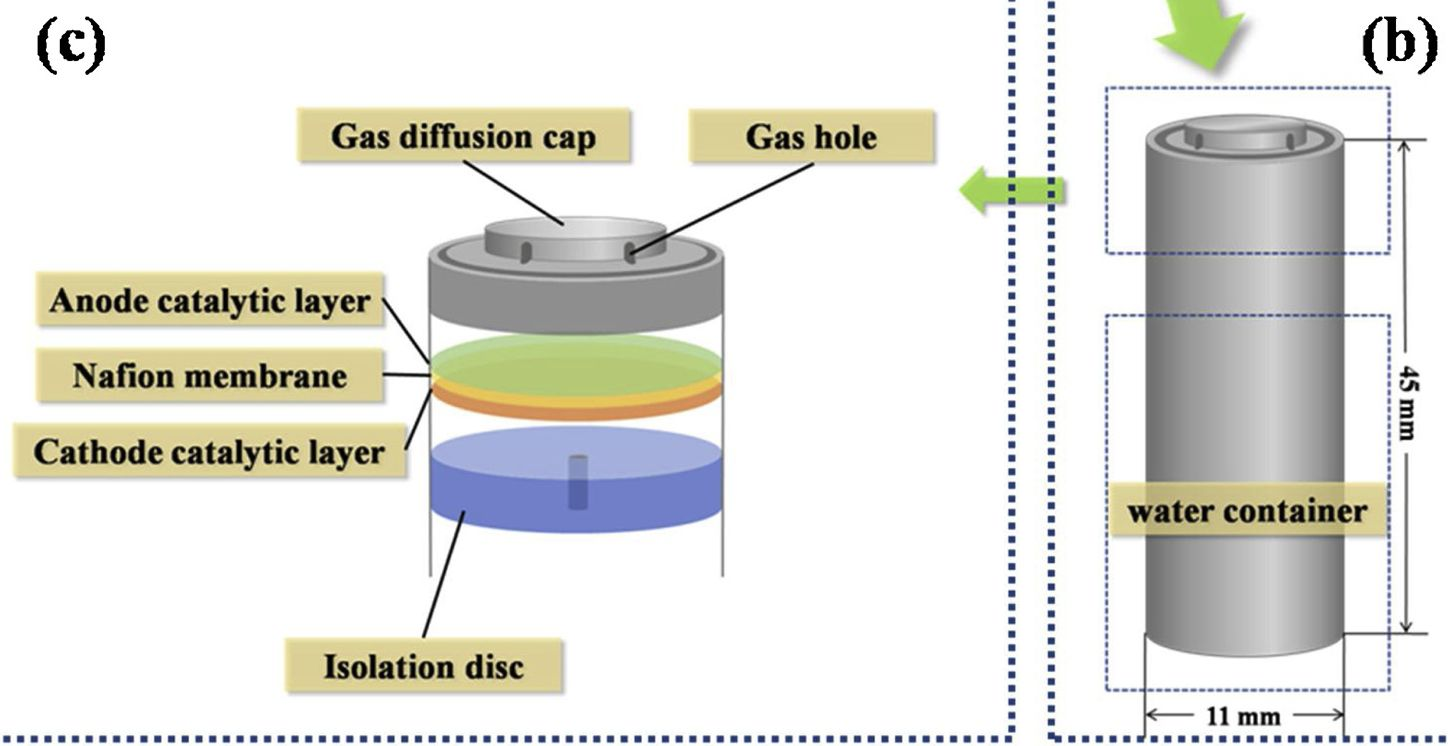 (c)
Gas diffusion cap
Gas hole
Anode catalytic layer
Nafion membrane
Cathode catalytic layer
Isolation disc
(b)
45 mm
water container
11 mm